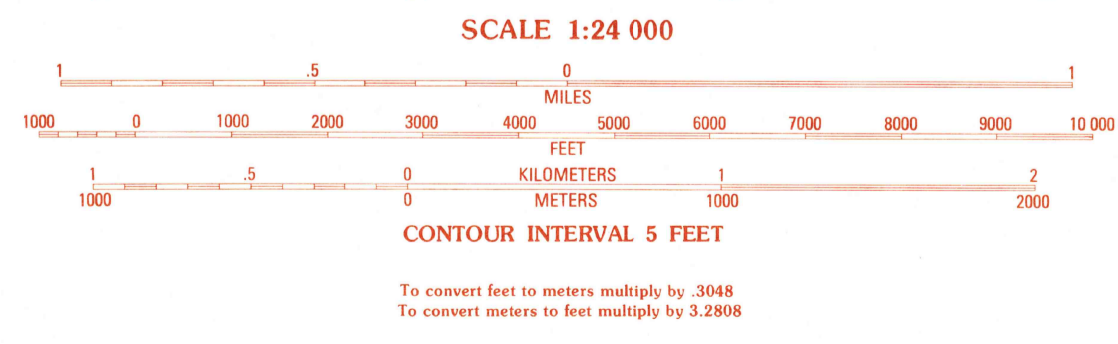 SCALE 1:24 000
1 .5 0 1
MILES
1000 0 1000 2000 3000 4000 5000 6000 7000 8000 9000 10 000
FEET
1 .5 0 KILOMETERS 1 2
1000 0 METERS 1000 2000
CONTOUR INTERVAL 5 FEET
To convert feet to meters multiply by .3048
To convert meters to feet multiply by 3.2808